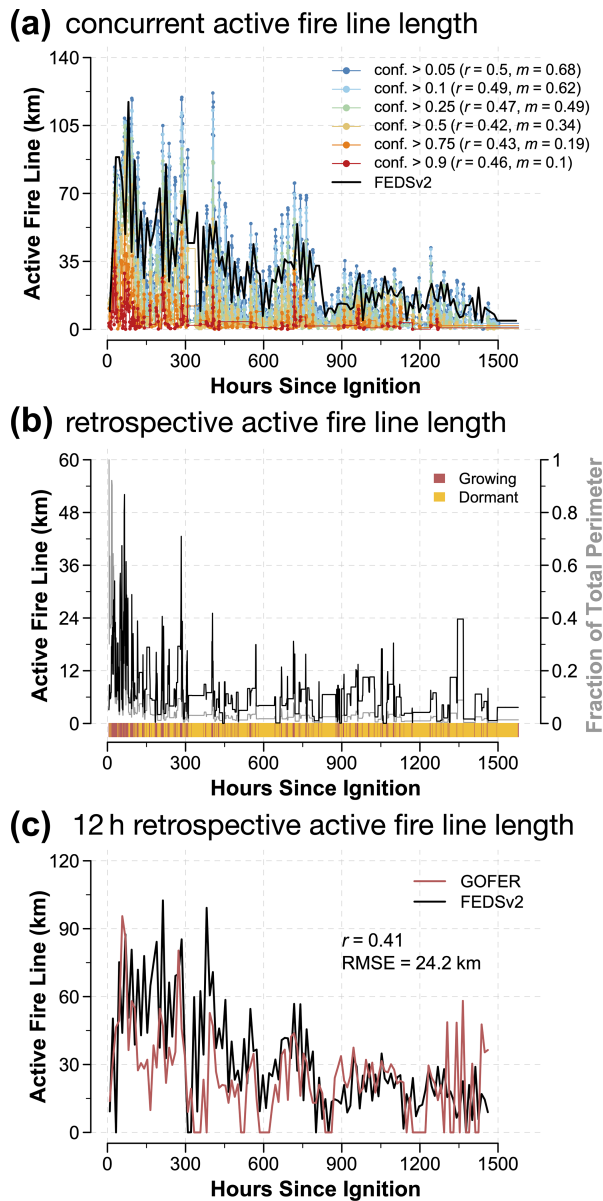 (a) concurrent active fire line length
140
105
70
35
0
Active Fire Line (km)
conf. > 0.05 (r = 0.5, m = 0.68)
conf. > 0.1 (r = 0.49, m = 0.62)
conf. > 0.25 (r = 0.47, m = 0.49)
conf. > 0.5 (r = 0.42, m = 0.34)
conf. > 0.75 (r = 0.43, m = 0.19)
conf. > 0.9 (r = 0.46, m = 0.1)
FEDSv2
0 300 600 900 1200 1500
Hours Since Ignition
(b) retrospective active fire line length
60
48
36
24
12
0
Active Fire Line (km)
Growing
Dormant
1
0.8
0.6
0.4
0.2
0
Fraction of Total Perimeter
0 300 600 900 1200 1500
Hours Since Ignition
(c) 12 h retrospective active fire line length
120
90
60
30
0
Active Fire Line (km)
GOFER
FEDSv2
r = 0.41
RMSE = 24.2 km
0 300 600 900 1200 1500
Hours Since Ignition